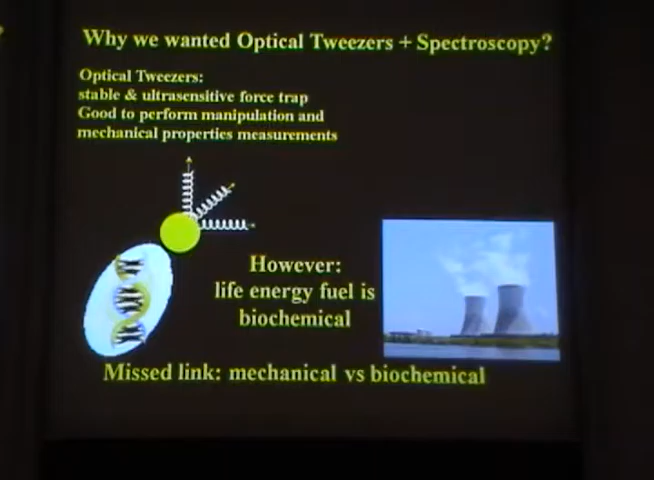 ?
Why we wanted Optical Tweezers + Spectroscopy?
Optical Tweezers:
stable & ultrasensitive force trap
Good to perform manipulation and
mechanical properties measurements
However:
life energy fuel is
biochemical
Missed link: mechanical vs biochemical